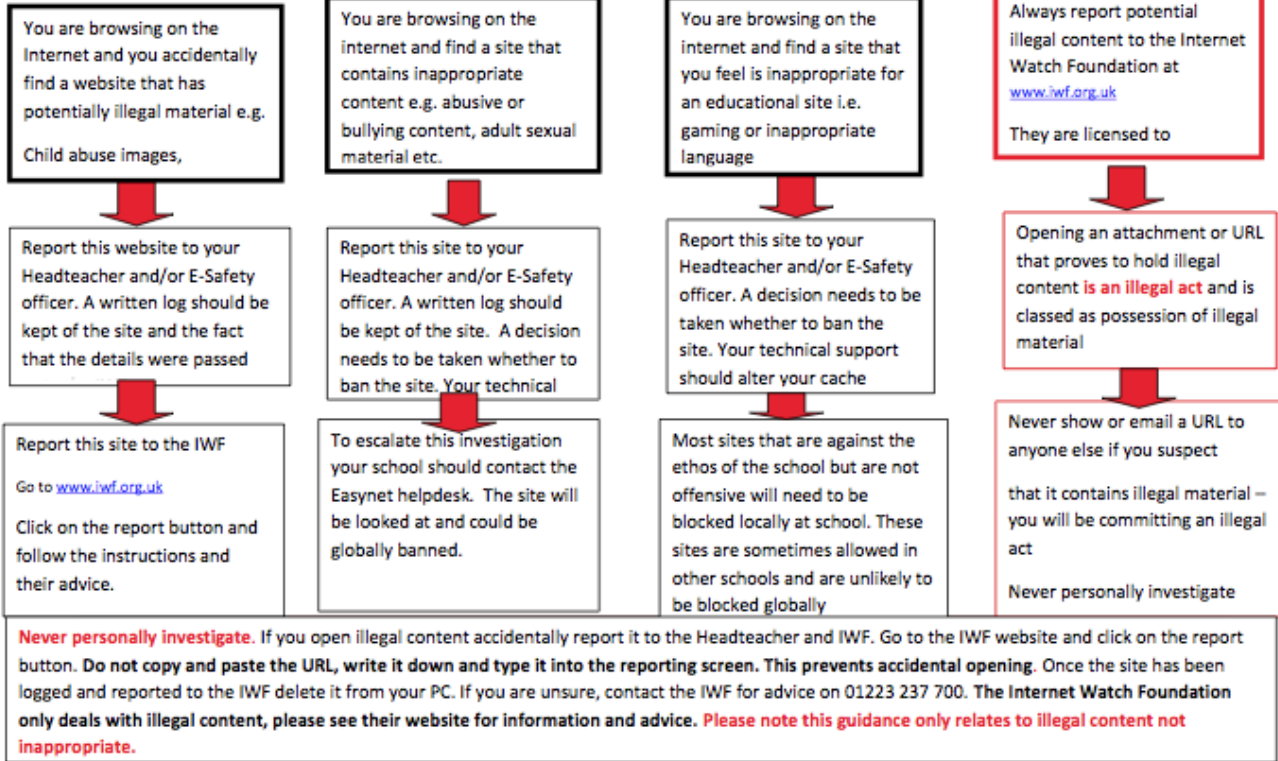 You are browsing on the
Internet and you accidentally
find a website that has
potentially illegal material e.g.
Child abuse images,
Report this website to your
Headteacher and/or E-Safety
officer. A written log should be
kept of the site and the fact
that the details were passed
Report this site to the IWF
Go to www.iwf.org.uk
Click on the report button and
follow the instructions and
their advice.
You are browsing on the
internet and find a site that
contains inappropriate
content e.g. abusive or
bullying content, adult sexual
material etc.
Report this site to your
Headteacher and/or E-Safety
officer. A written log should
be kept of the site. A decision
needs to be taken whether to
ban the site. Your technical
To escalate this investigation
your school should contact the
Easynet helpdesk. The site will
be looked at and could be
globally banned.
You are browsing on the
internet and find a site that
you feel is inappropriate for
an educational site i.e.
gaming or inappropriate
language
Report this site to your
Headteacher and/or E-Safety
officer. A decision needs to be
taken whether to ban the
site. Your technical support
should alter your cache
Most sites that are against the
ethos of the school but are not
offensive will need to be
blocked locally at school. These
sites are sometimes allowed in
other schools and are unlikely to
be blocked globally
Always report potential
illegal content to the Internet
Watch Foundation at
www.iwf.org.uk
They are licensed to
Opening an attachment or URL
that proves to hold illegal
content is an illegal act and is
classed as possession of illegal
material
Never show or email a URL to
anyone else if you suspect
that it contains illegal material –
you will be committing an illegal
act
Never personally investigate
Never personally investigate. If you open illegal content accidentally report it to the Headteacher and IWF. Go to the IWF website and click on the report
button. Do not copy and paste the URL, write it down and type it into the reporting screen. This prevents accidental opening. Once the site has been
logged and reported to the IWF delete it from your PC. If you are unsure, contact the IWF for advice on 01223 237 700. The Internet Watch Foundation
only deals with illegal content, please see their website for information and advice. Please note this guidance only relates to illegal content not
inappropriate.